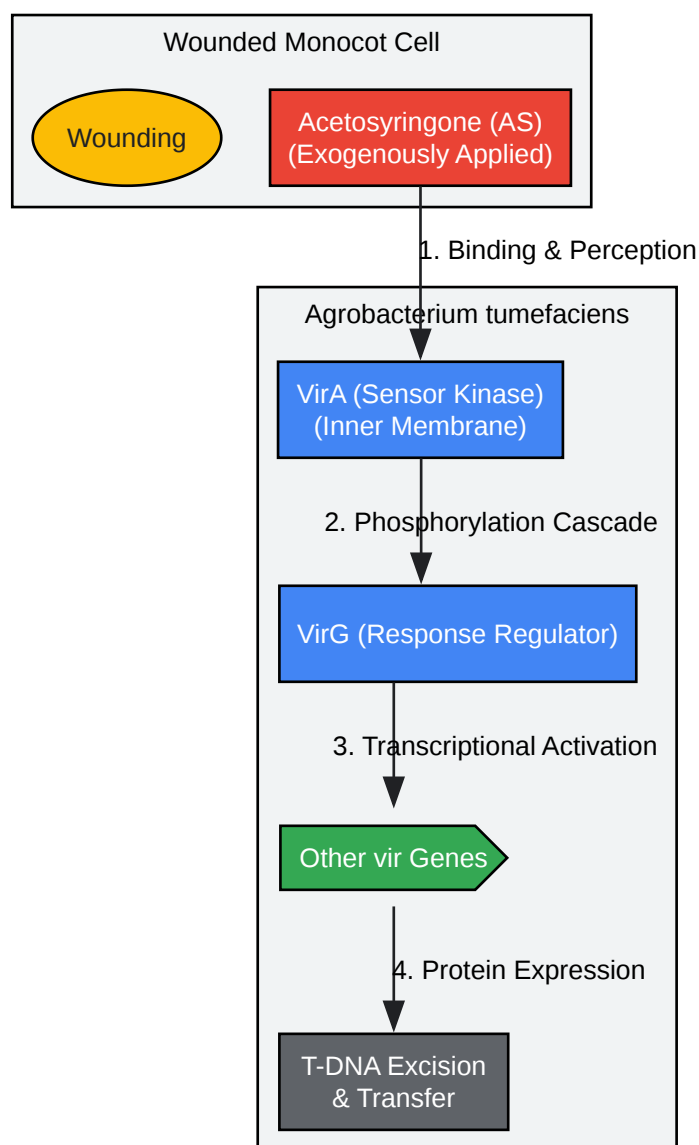 Wounded Monocot Cell
Wounding
Acetosyringone (AS)
(Exogenously Applied)
1. Binding & Perception
Agrobacterium tumefaciens
VirA (Sensor Kinase)
(Inner Membrane)
2. Phosphorylation Cascade
VirG (Response Regulator)
3. Transcriptional Activation
Other vir Genes
4. Protein Expression
T-DNA Excision
& Transfer